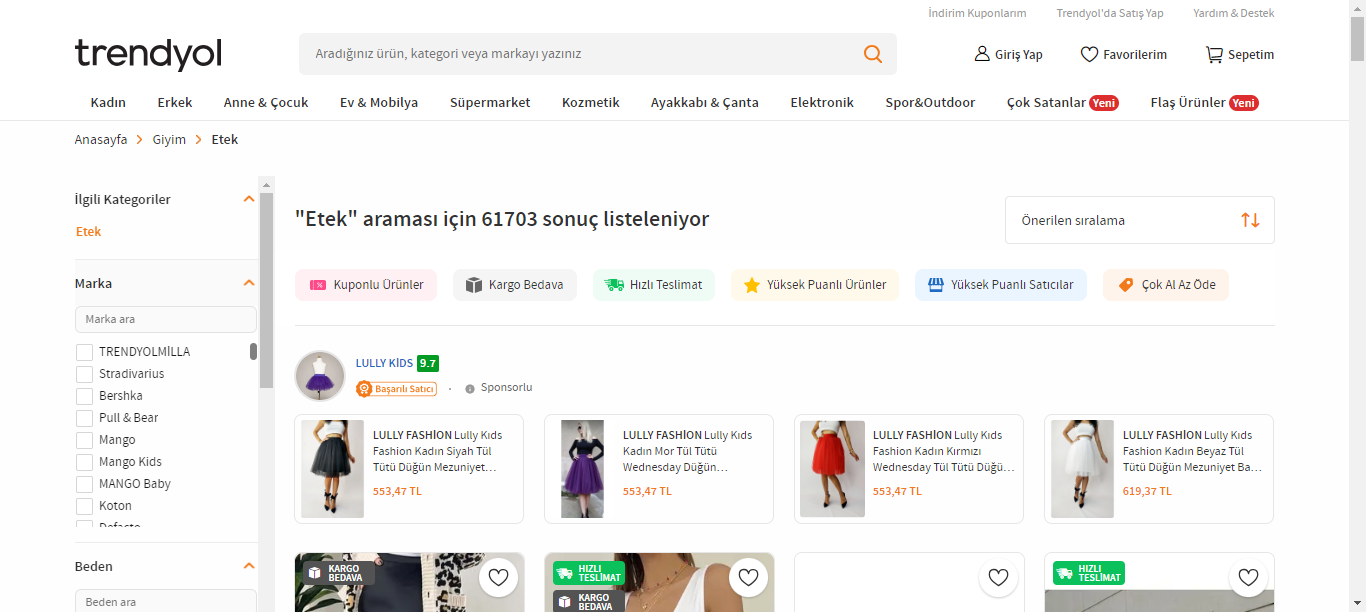 İndirim Kuponlarım Trendyol'da Satış Yap Yardım & Destek
trendyol
Aradığınız ürün, kategori veya markayı yazınız
Giriş Yap Favorilerim Sepetim
Kadın Erkek Anne & Çocuk Ev & Mobilya Süpermarket Kozmetik Ayakkabı & Çanta Elektronik Spor&Outdoor Çok Satanlar Yeni Flaş Ürünler Yeni
Anasayfa Giyim Etek
İlgili Kategoriler
Etek
Marka
Marka ara
TRENDYOLMİLLA
Stradivarius
Bershka
Pull & Bear
Mango
Mango Kids
MANGO Baby
Koton
Defacto
Beden
Beden ara
"Etek" araması için 61703 sonuç listeleniyor
Önerilen sıralama
Kuponlu Ürünler Kargo Bedava Hızlı Teslimat Yüksek Puanlı Ürünler Yüksek Puanlı Satıcılar Çok Al Az Öde
LULLY KİDS 9.7
Başarılı Satıcı · Sponsorlu
LULLY FASHİON Lully Kıds
Fashion Kadın Siyah Tül
Tütü Düğün Mezuniyet...
553,47 TL
LULLY FASHİON Lully Kıds
Kadın Mor Tül Tütü
Wednesday Düğün...
553,47 TL
LULLY FASHİON Lully Kıds
Fashion Kadın Kırmızı
Wednesday Tül Tütü Düğü...
553,47 TL
LULLY FASHİON Lully Kıds
Fashion Kadın Beyaz Tül
Tütü Düğün Mezuniyet Ba...
619,37 TL
KARGO
BEDAVA
HIZLI
TESLİMAT
KARGO
BEDAVA
HIZLI
TESLİMAT